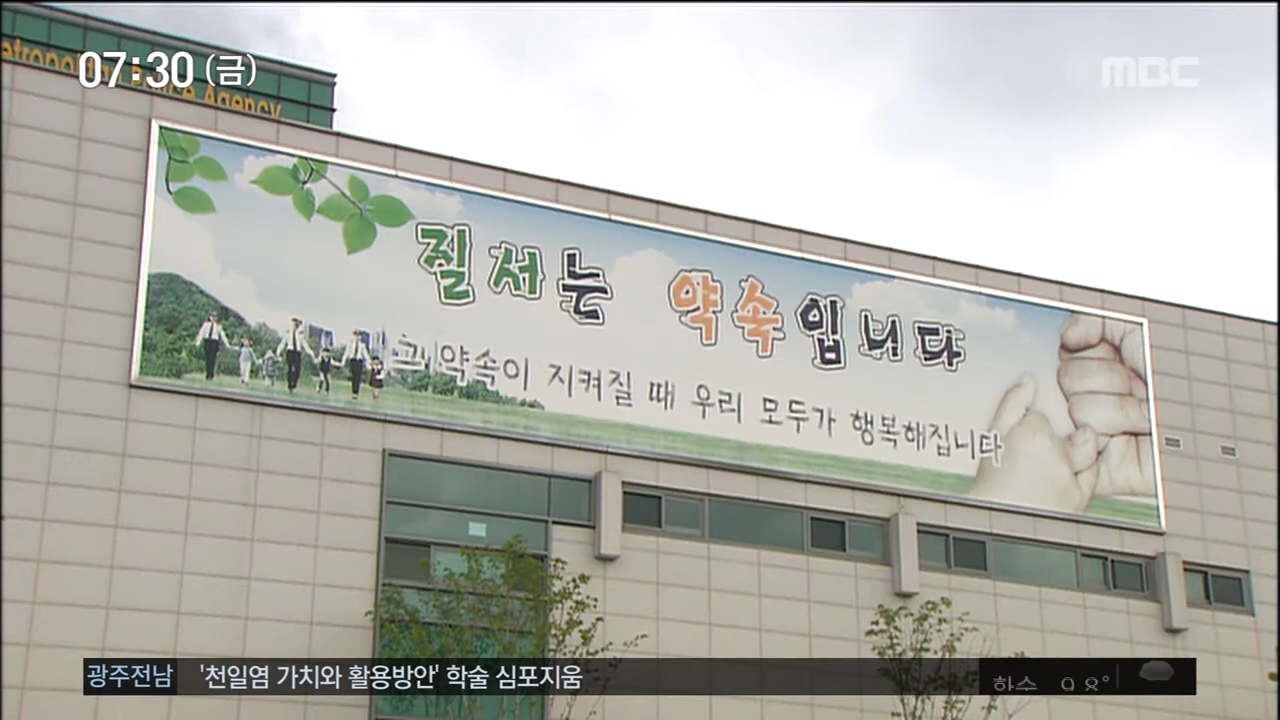 07:30 (금)
MBC
Police Agency
질서는 약속입니다
그 약속이 지켜질 때 우리 모두가 행복해집니다
광주전남 '천일염 가치와 활용방안' 학술 심포지움